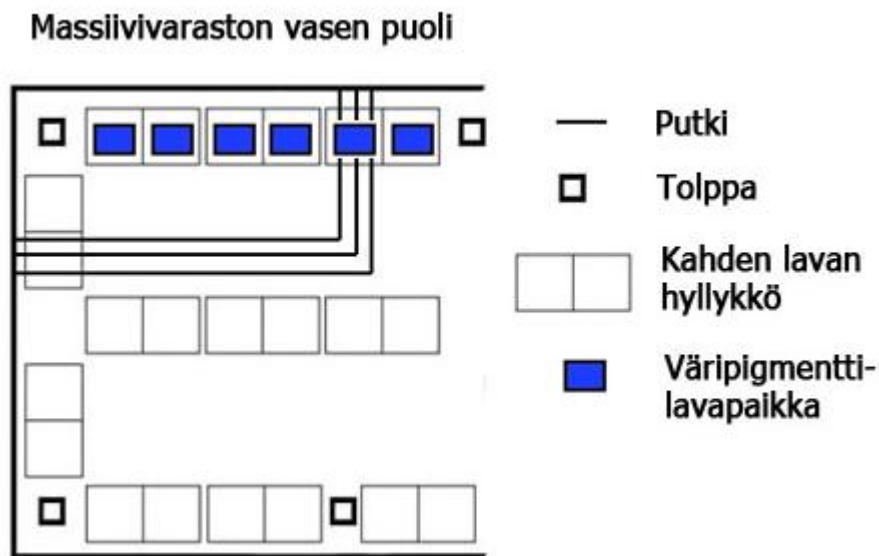 Massiivivaraston vasen puoli
Putki
Tolppa
Kahden lavan
hyllykkö
Väripigmentti-
lavapaikka